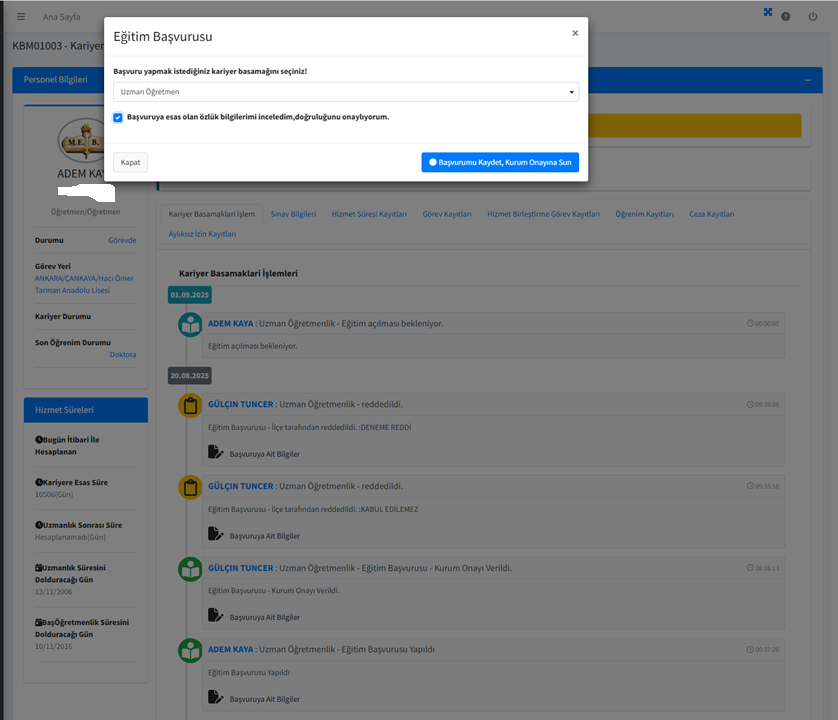 Ana Sayfa
KBM01003 - Kariyer
Eğitim Başvurusu
×
Başvuru yapmak istediğiniz kariyer basamağını seçiniz!
Uzman Öğretmen
Başvuruya esas olan özlük bilgilerimi inceledim,doğruluğunu onaylıyorum.
Kapat
Başvurumu Kaydet, Kurum Onayına Sun
Personel Bilgileri
M.E. B.
ADEM KAY
Öğretmen/Öğretmen
Durumu
Görevde
Görev Yeri
ANKARA/ÇANKAYA/Hacı Ömer
Tarman Anadolu Lisesi
Kariyer Durumu
Son Öğrenim Durumu
Doktora
Hizmet Süreleri
Bugün İtibari İle
Hesaplanan
Kariyere Esas Süre
10506(Gün)
Uzmanlık Sonrası Süre
Hesaplanamadı(Gün)
Uzmanlık Süresini
Dolduracağı Gün
13/11/2006
BaşÖğretmenlik Süresini
Dolduracağı Gün
10/11/2016
Kariyer Basamaklari İşlem
Sınav Bilgileri
Hizmet Süresi Kayıtları
Görev Kayıtları
Hizmet Birleştirme Görev Kayıtları
Öğrenim Kayıtları
Ceza Kayıtları
Aylıksız İzin Kayıtları
Kariyer Basamakları İşlemleri
01.09.2025
ADEM KAYA : Uzman Öğretmenlik - Eğitim açılması bekleniyor.
00:00:00
Eğitim açılması bekleniyor.
20.08.2025
GÜLÇIN TUNCER : Uzman Öğretmenlik - reddedildi.
09:39:08
Eğitim Başvurusu - İlçe tarafından reddedildi. :DENEME REDDİ
Başvuruya Ait Bilgiler
GÜLÇIN TUNCER : Uzman Öğretmenlik - reddedildi.
09:35:10
Eğitim Başvurusu - İlçe tarafından reddedildi. :KABUL EDİLEMEZ
Başvuruya Ait Bilgiler
GÜLÇIN TUNCER : Uzman Öğretmenlik - Eğitim Başvurusu - Kurum Onayı Verildi.
08:16:13
Eğitim Başvurusu - Kurum Onayı Verildi.
Başvuruya Ait Bilgiler
ADEM KAYA : Uzman Öğretmenlik - Eğitim Başvurusu Yapıldı
00:37:26
Eğitim Başvurusu Yapıldı
Başvuruya Ait Bilgiler